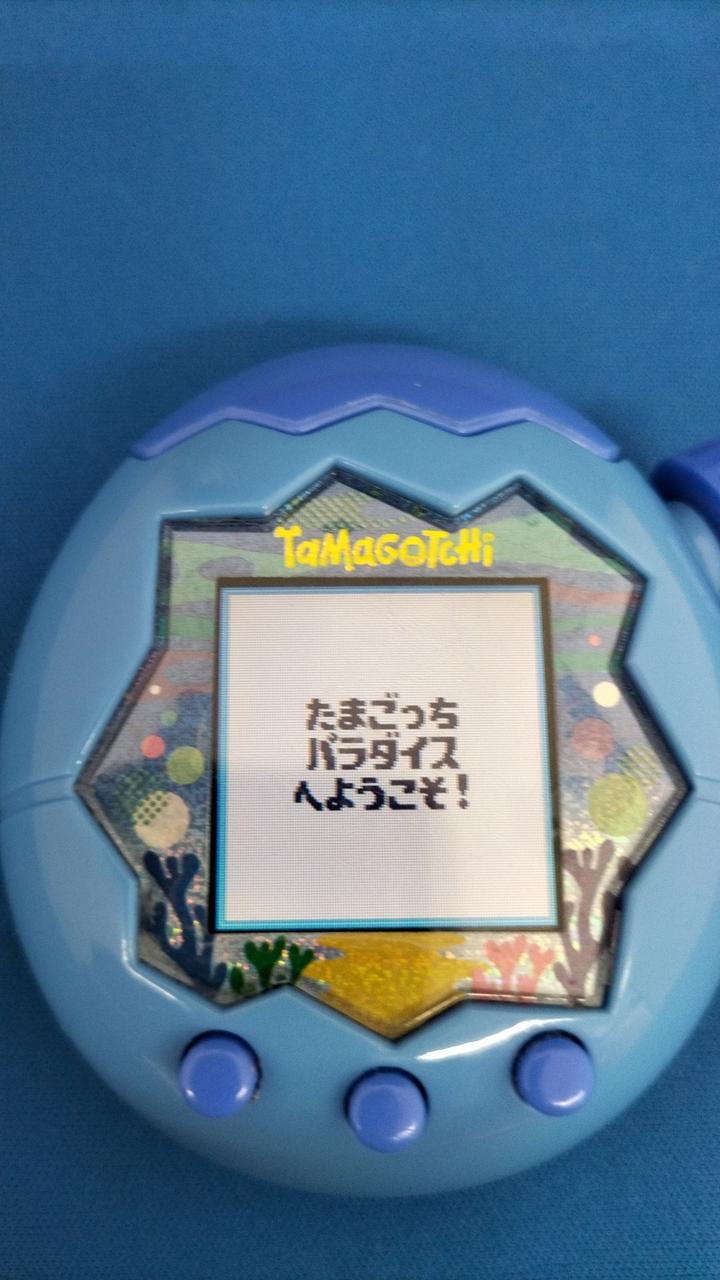 TaMaGoTcHi
たまごっち
パラダイス
へようこそ！